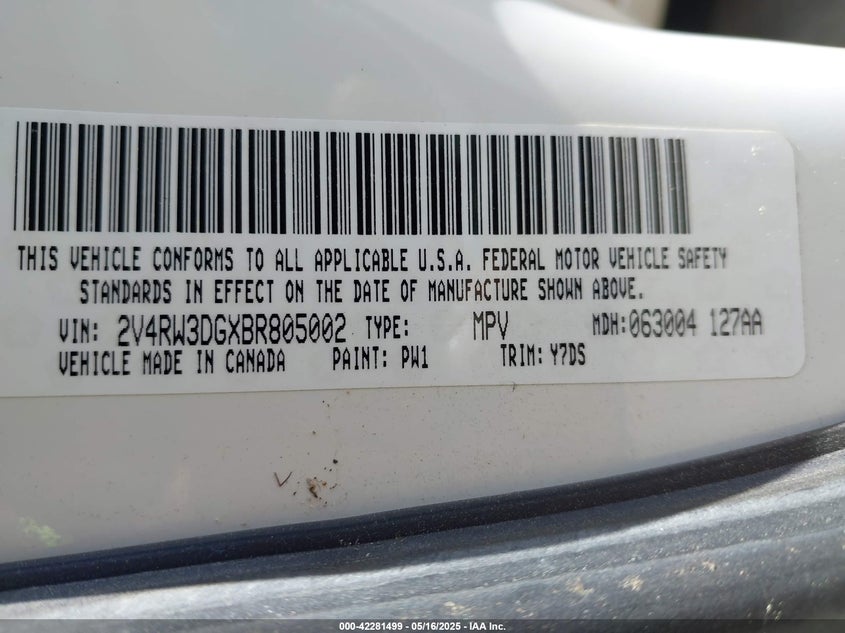 THIS VEHICLE CONFORMS TO ALL APPLICABLE U.S.A. FEDERAL MOTOR VEHICLE SAFETY
STANDARDS IN EFFECT ON THE DATE OF MANUFACTURE SHOWN ABOVE.
VIN: 2V4RW3DGXBR805002 TYPE: MPV MDH:063004 127AA
VEHICLE MADE IN CANADA PAINT: PW1 TRIM: Y7DS
000-42281499 — 05/16/2025 — IAA Inc.